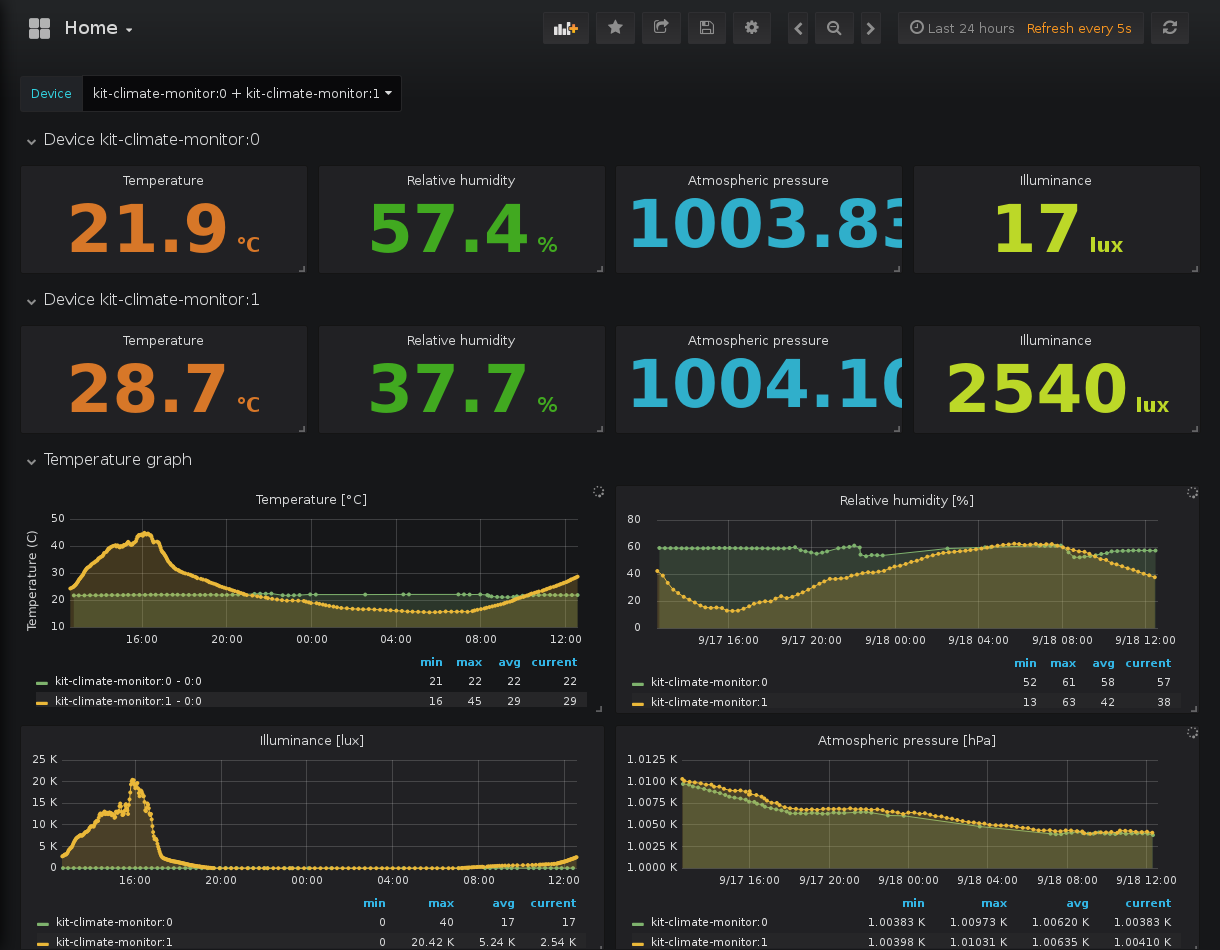 Home
Last 24 hours Refresh every 5s
Device kit-climate-monitor:0 + kit-climate-monitor:1
Device kit-climate-monitor:0
Temperature Relative humidity Atmospheric pressure Illuminance
21.9 °C 57.4 % 1003.83 17 lux
Device kit-climate-monitor:1
Temperature Relative humidity Atmospheric pressure Illuminance
28.7 °C 37.7 % 1004.10 2540 lux
Temperature graph
Temperature [°C]
Temperature (C)
50
40
30
20
10
16:00 20:00 00:00 04:00 08:00 12:00
min max avg current
kit-climate-monitor:0 - 0:0 21 22 22 22
kit-climate-monitor:1 - 0:0 16 45 29 29
Relative humidity [%]
80
60
40
20
0
9/17 16:00 9/17 20:00 9/18 00:00 9/18 04:00 9/18 08:00 9/18 12:00
min max avg current
kit-climate-monitor:0 52 61 58 57
kit-climate-monitor:1 13 63 42 38
Illuminance [lux]
25 K
20 K
15 K
10 K
5 K
0
16:00 20:00 00:00 04:00 08:00 12:00
min max avg current
kit-climate-monitor:0 0 40 17 17
kit-climate-monitor:1 0 20.42 K 5.24 K 2.54 K
Atmospheric pressure [hPa]
1.0125 K
1.0100 K
1.0075 K
1.0050 K
1.0025 K
1.0000 K
9/17 16:00 9/17 20:00 9/18 00:00 9/18 04:00 9/18 08:00 9/18 12:00
min max avg current
kit-climate-monitor:0 1.00383 K 1.00973 K 1.00620 K 1.00383 K
kit-climate-monitor:1 1.00398 K 1.01031 K 1.00635 K 1.00410 K